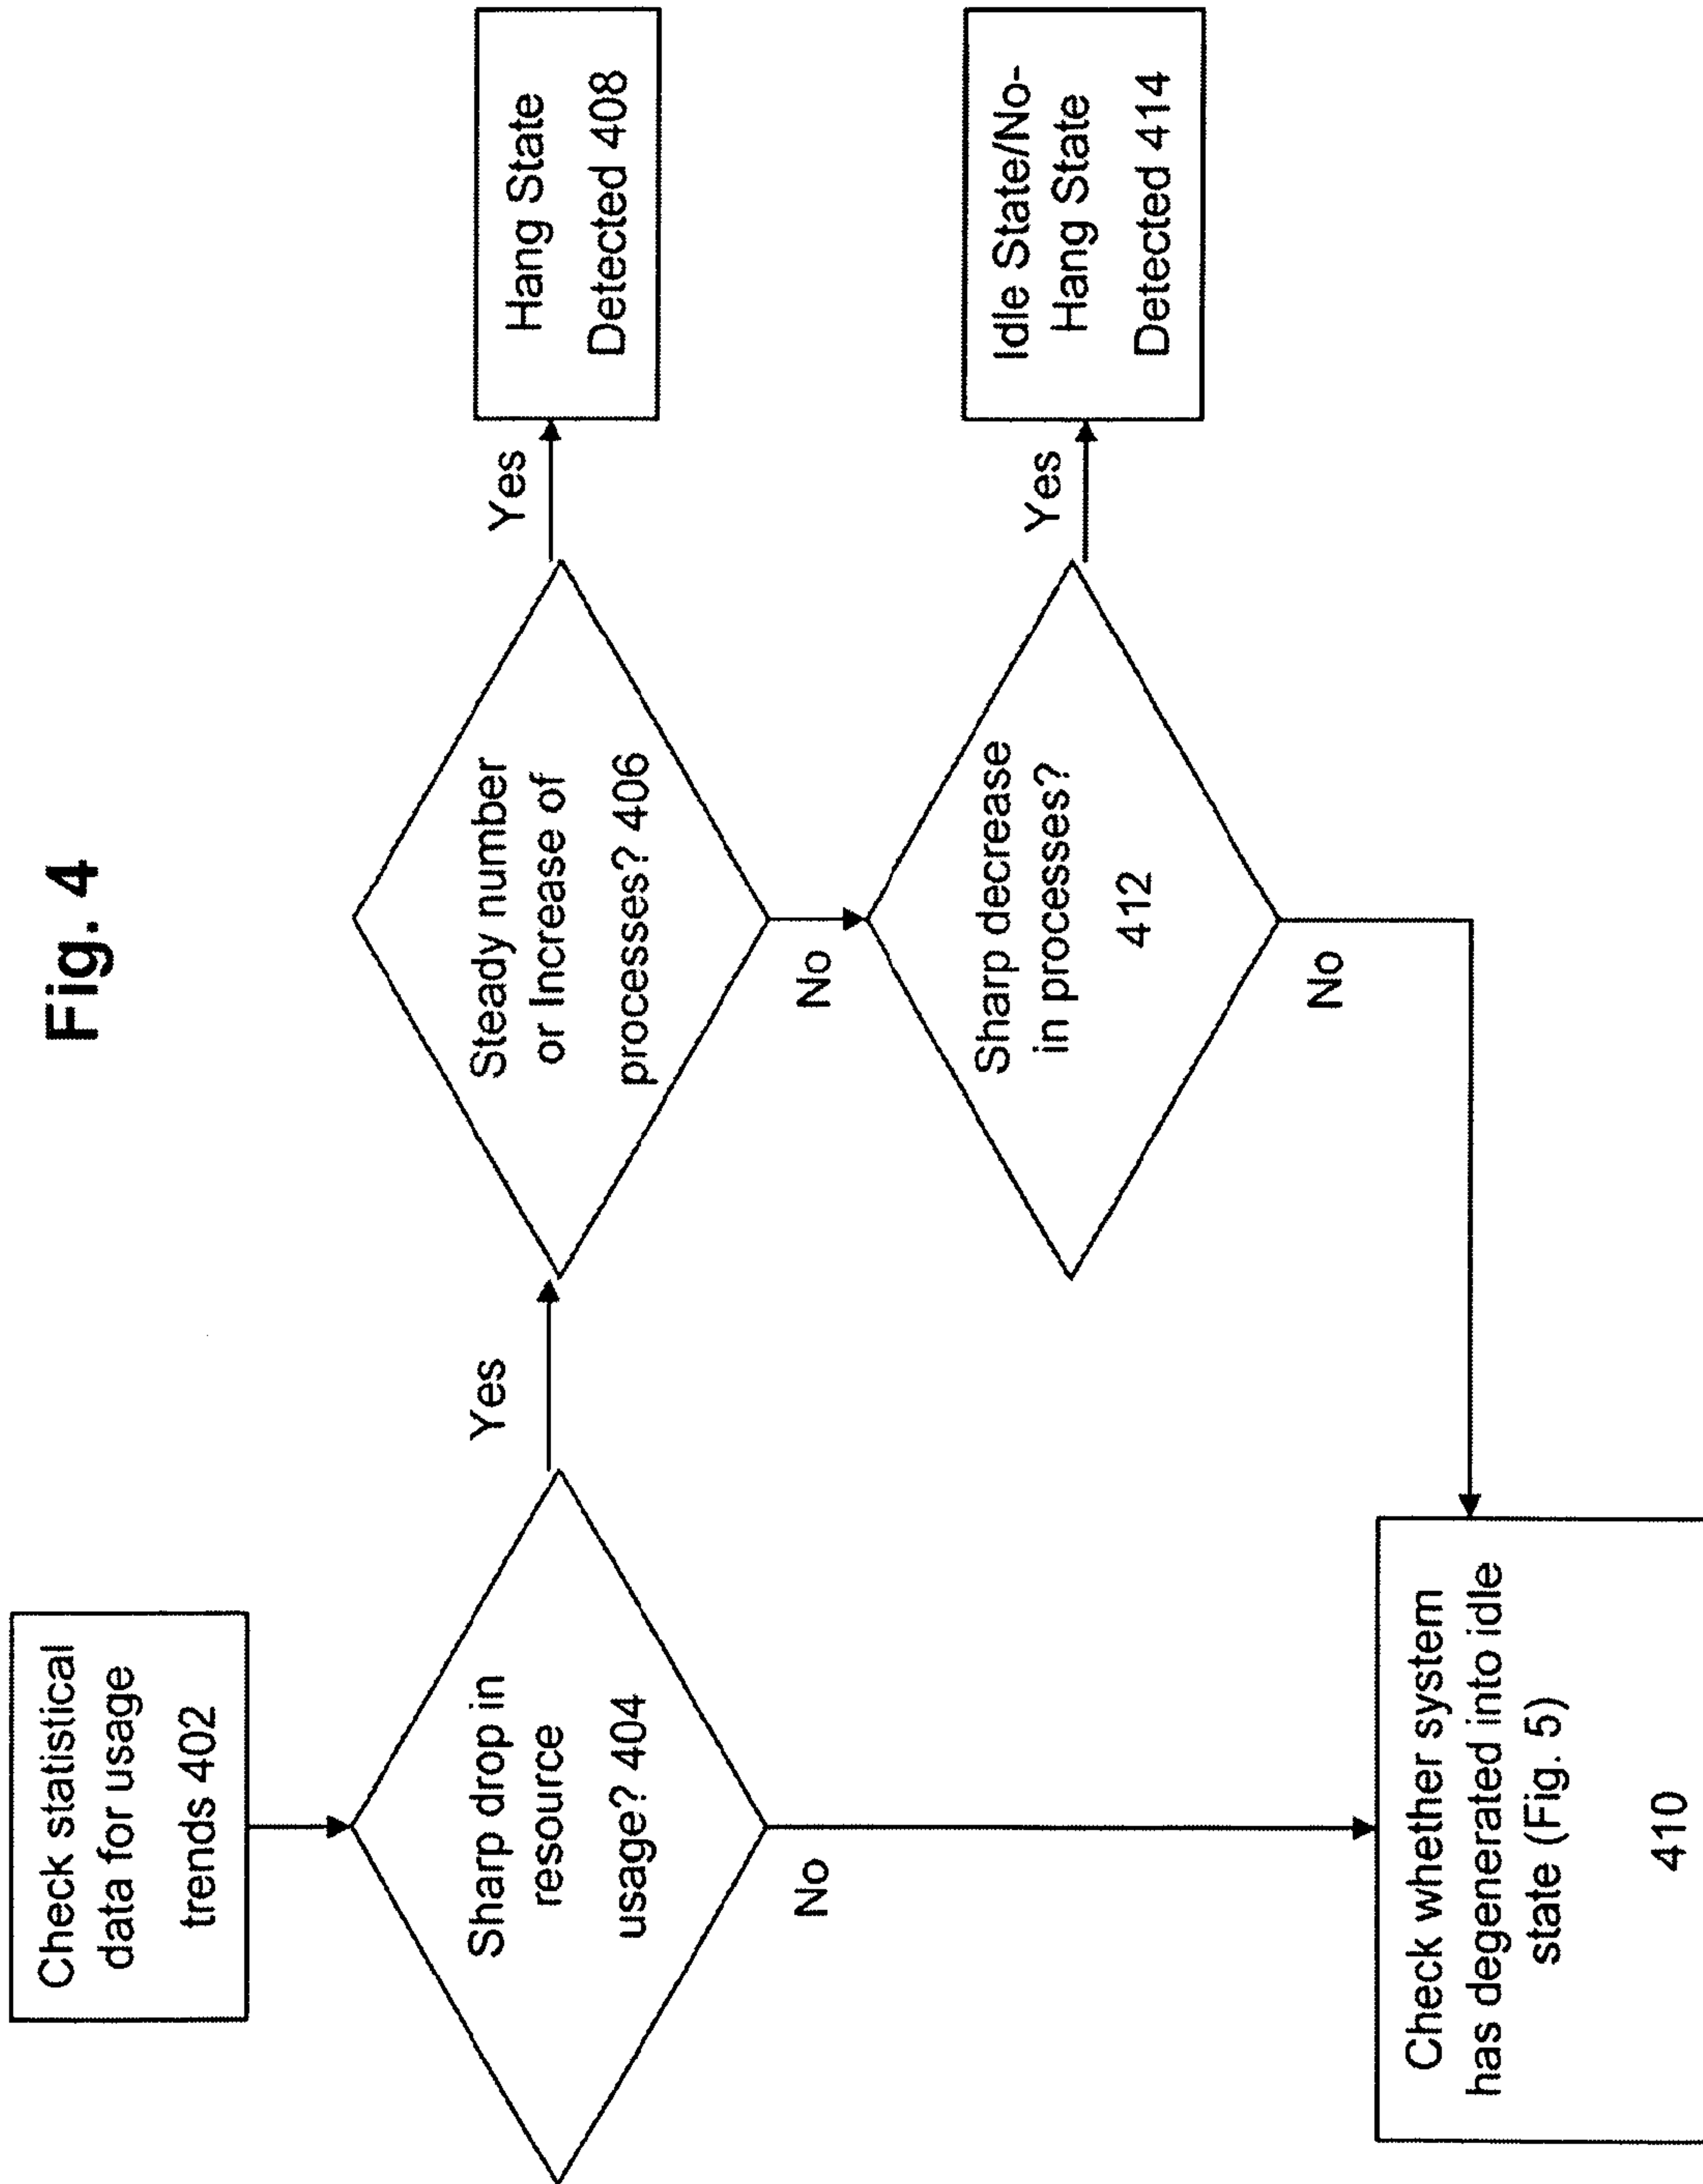 Fig. 4
Check statistical
data for usage
trends 402
Sharp drop in
resource
usage? 404
Yes
No
Steady number
or Increase of
processes? 406
Yes
No
Hang State
Detected 408
Sharp decrease
in processes?
412
Yes
No
Idle State/No-
Hang State
Detected 414
Check whether system
has degenerated into idle
state (Fig. 5)
410